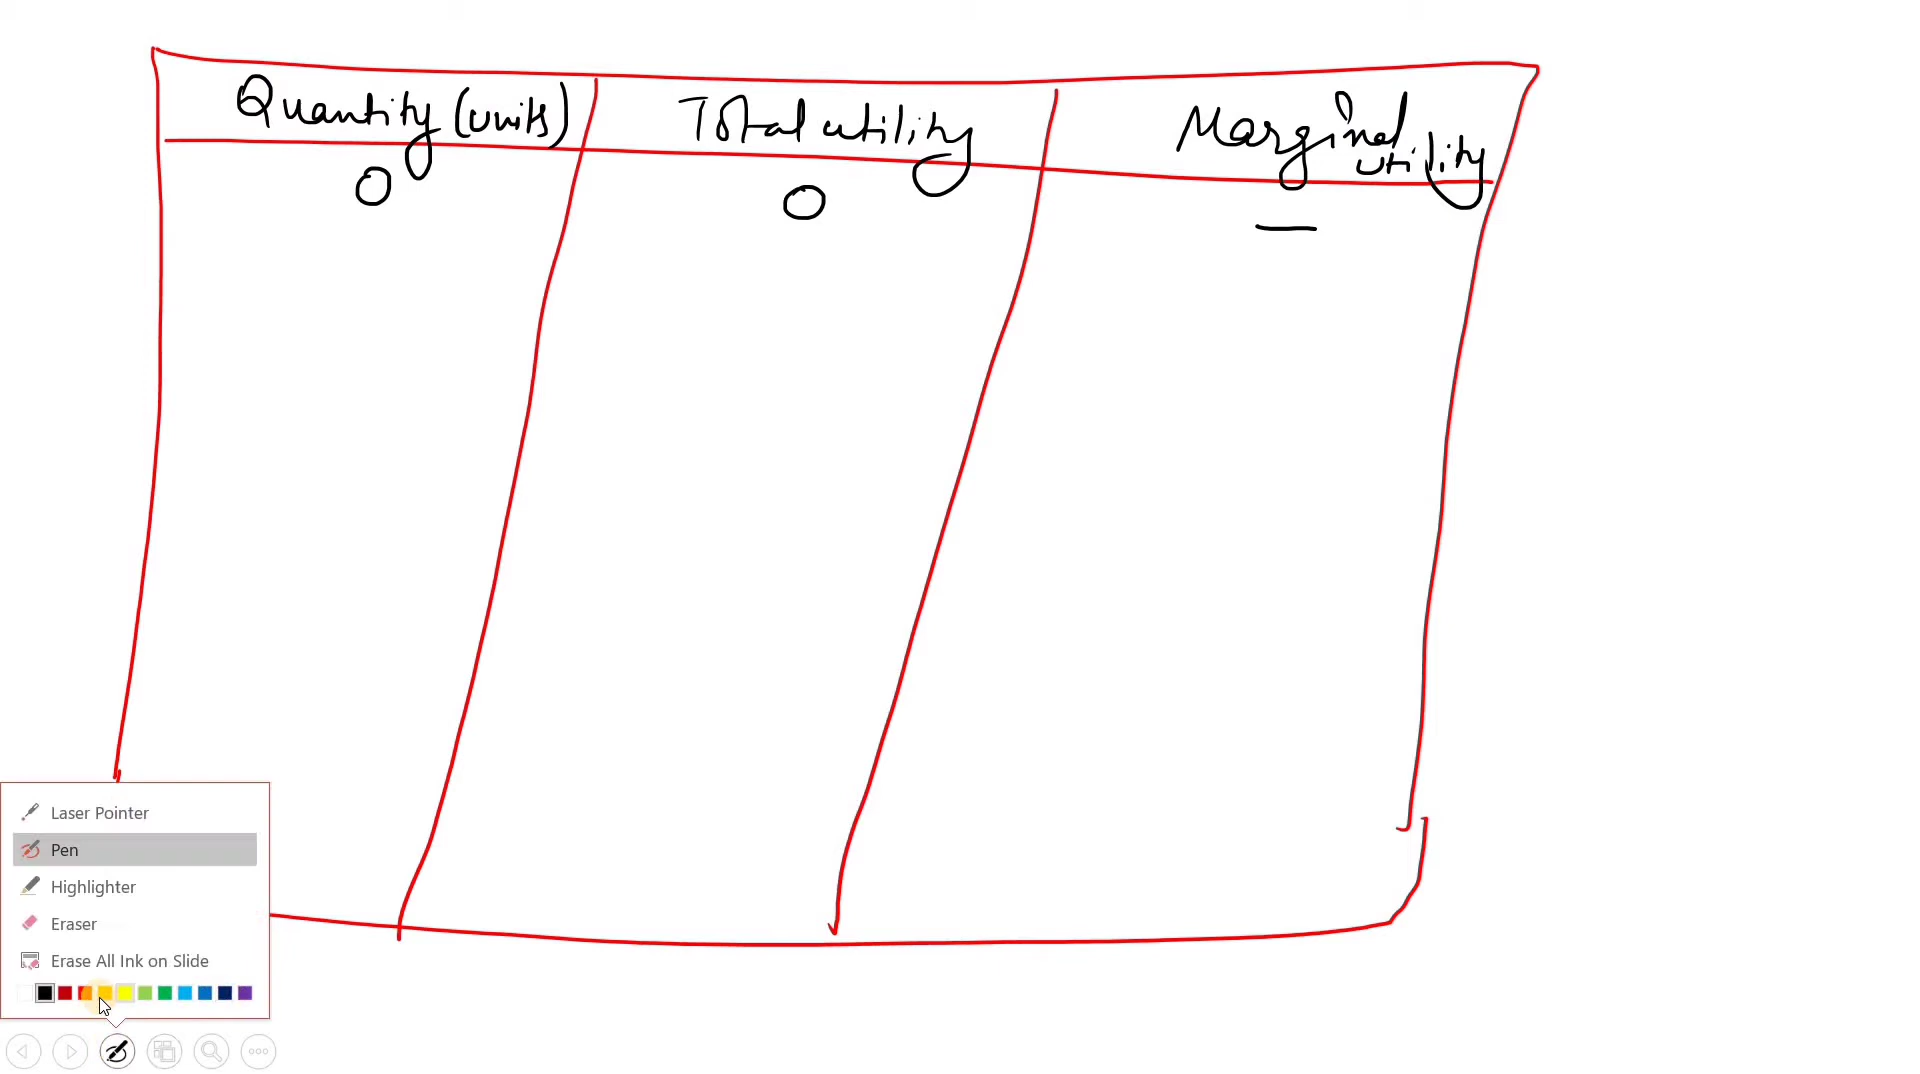 Quantity (units) Total utility Marginal utility
0 0 —
Laser Pointer
Pen
Highlighter
Eraser
Erase All Ink on Slide